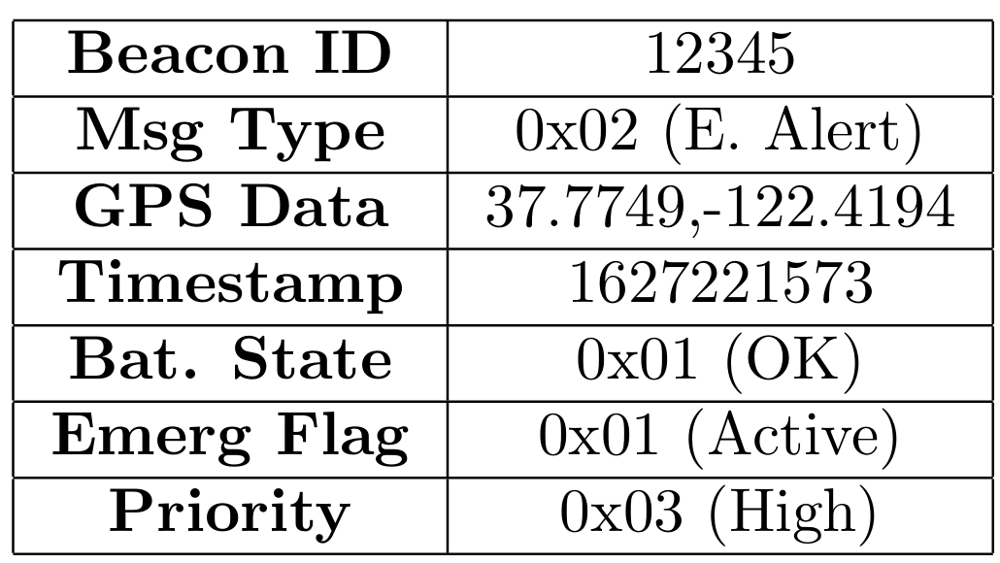 Beacon ID 12345
Msg Type 0x02 (E. Alert)
GPS Data 37.7749,-122.4194
Timestamp 1627221573
Bat. State 0x01 (OK)
Emerg Flag 0x01 (Active)
Priority 0x03 (High)